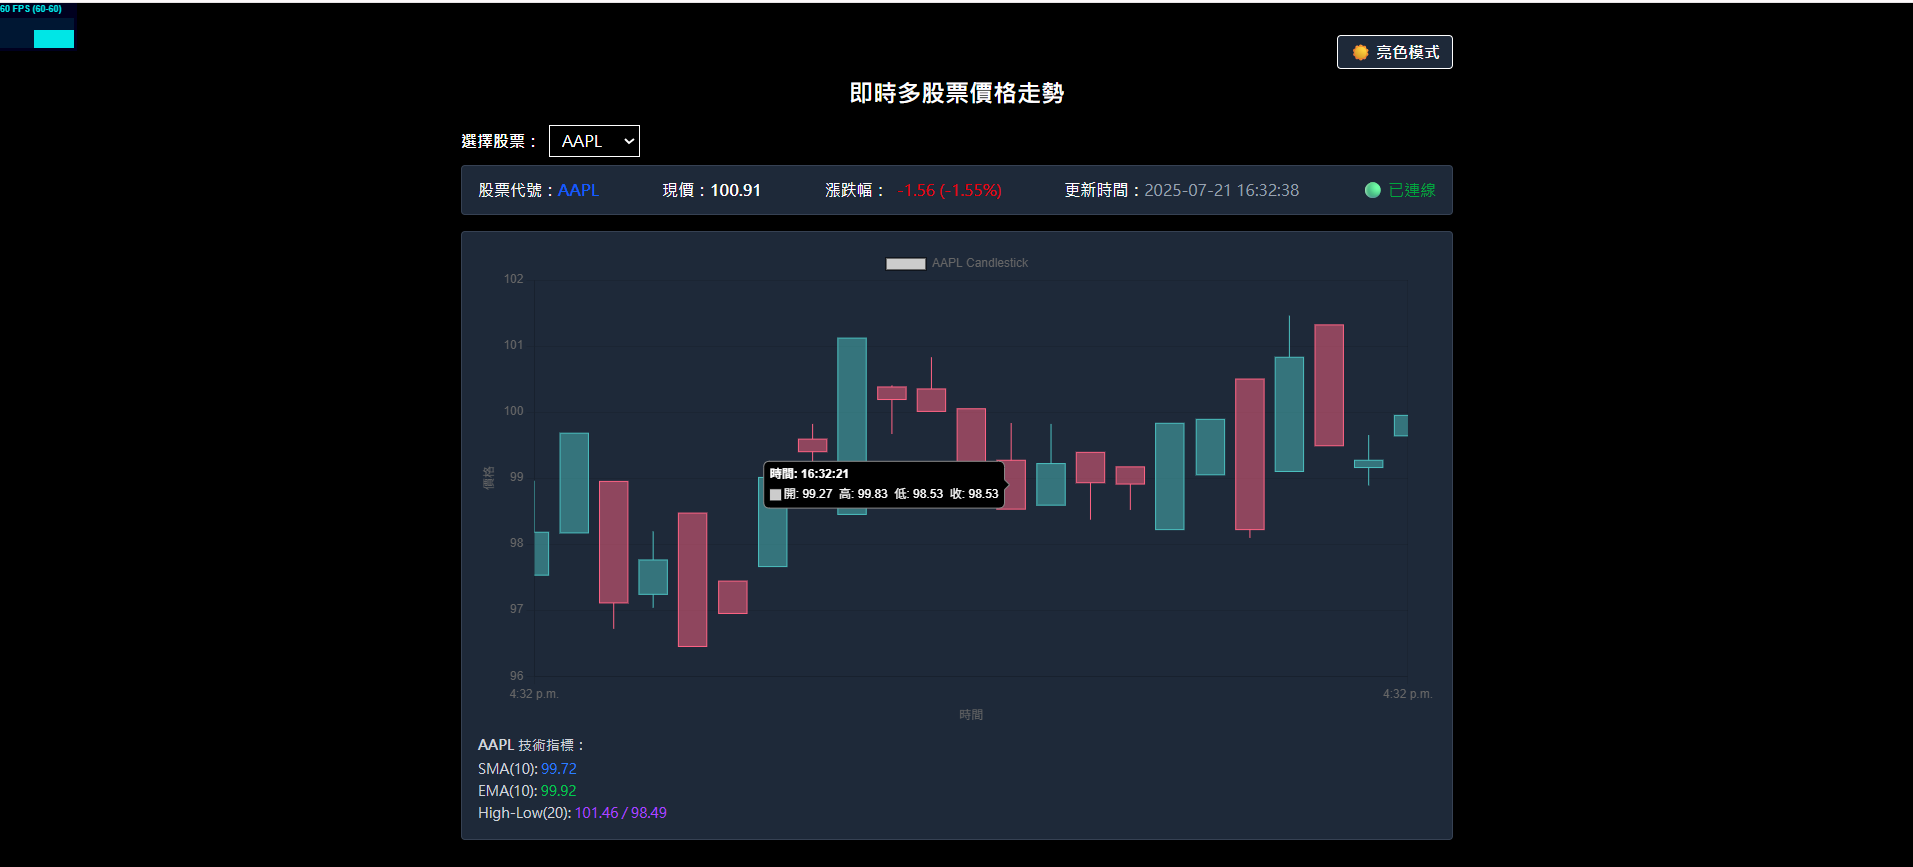 60 FPS (60-60)
亮色模式
即時多股票價格走勢
選擇股票： AAPL
股票代號：AAPL 現價：100.91 漲跌幅： -1.56 (-1.55%) 更新時間：2025-07-21 16:32:38 已連線
AAPL Candlestick
102
101
100
99
98
97
96
價格
時間: 16:32:21
開: 99.27 高: 99.83 低: 98.53 收: 98.53
4:32 p.m. 4:32 p.m.
時間
AAPL 技術指標：
SMA(10): 99.72
EMA(10): 99.92
High-Low(20): 101.46 / 98.49